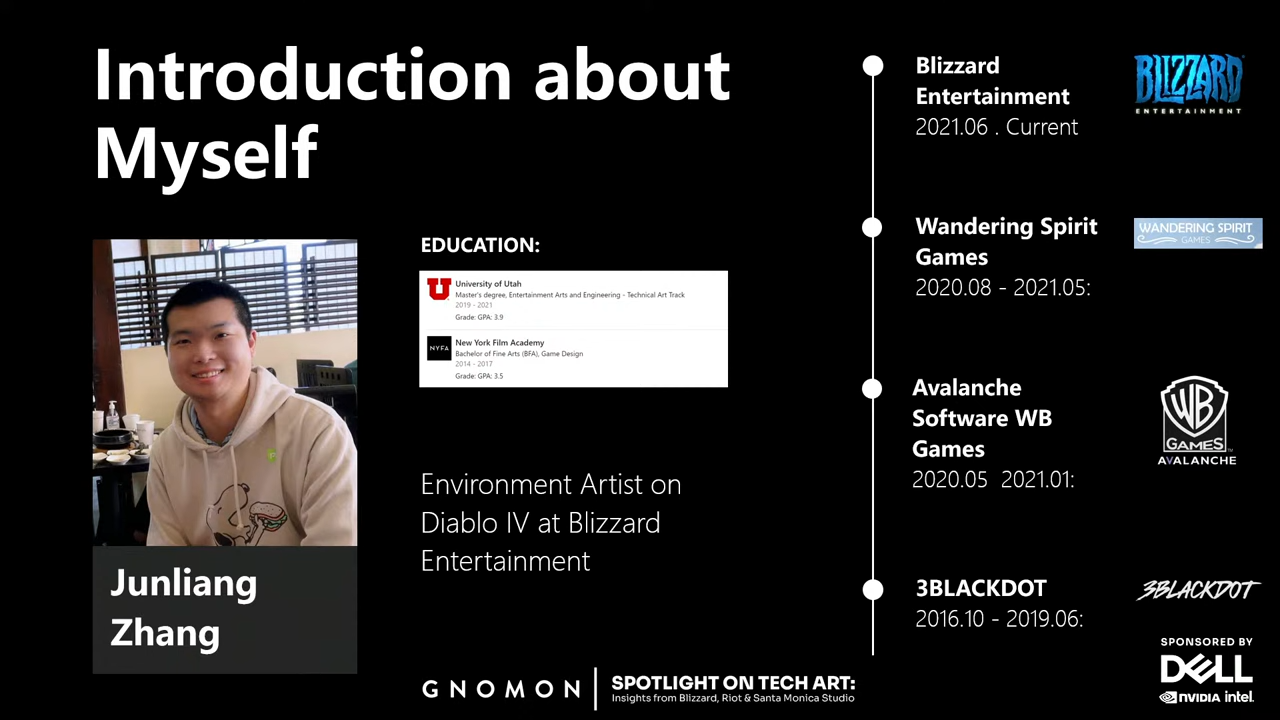 Introduction about
Myself
EDUCATION:
University of Utah
Master's degree, Entertainment Arts and Engineering - Technical Art Track
2019 - 2021
Grade: GPA: 3.9
NYFA
New York Film Academy
Bachelor of Fine Arts (BFA), Game Design
2014 - 2017
Grade: GPA: 3.5
Environment Artist on
Diablo IV at Blizzard
Entertainment
Junliang
Zhang
Blizzard
Entertainment
2021.06 . Current
BLIZZARD
ENTERTAINMENT
Wandering Spirit
Games
2020.08 - 2021.05:
WANDERING SPIRIT
GAMES
Avalanche
Software WB
Games
2020.05 2021.01:
WB
GAMES
AVALANCHE
3BLACKDOT
2016.10 - 2019.06:
3BLACKDOT
GNOMON
SPOTLIGHT ON TECH ART:
Insights from Blizzard, Riot & Santa Monica Studio
SPONSORED BY
DELL
NVIDIA intel.